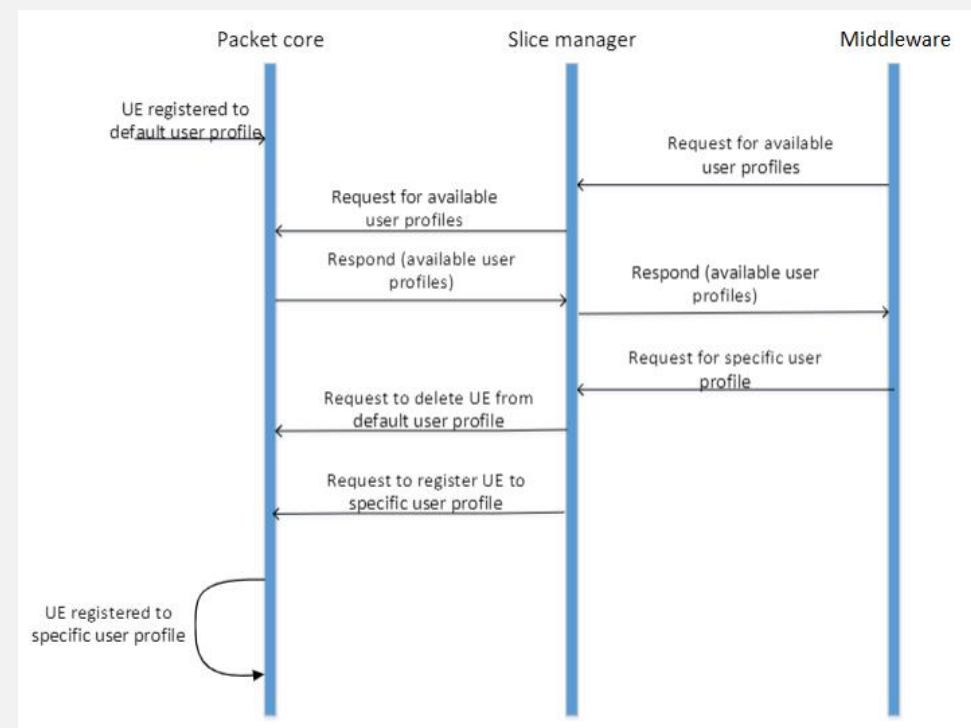 Packet core
Slice manager
Middleware
UE registered to
default user profile
Request for available
user profiles
Request for available
user profiles
Respond (available user
profiles)
Respond (available user
profiles)
Request for specific user
profile
Request to delete UE from
default user profile
Request to register UE to
specific user profile
UE registered to
specific user profile